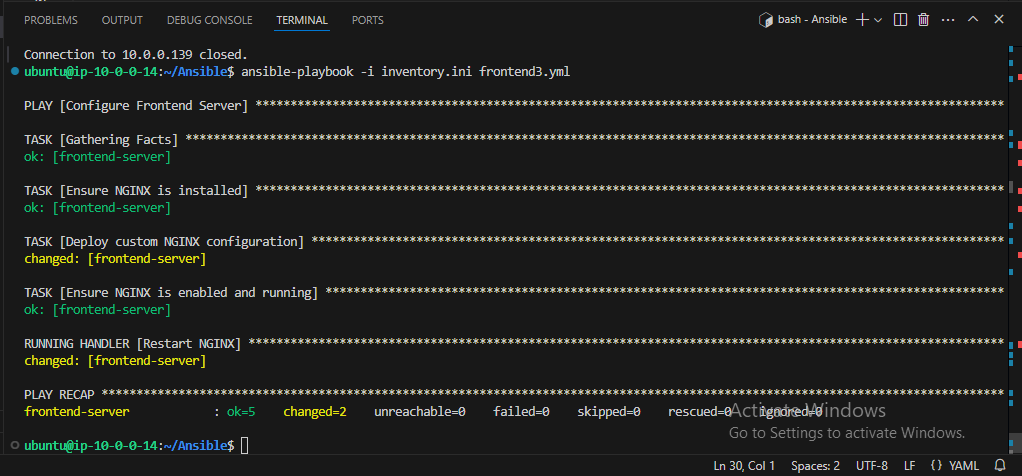 PROBLEMS OUTPUT DEBUG CONSOLE TERMINAL PORTS bash - Ansible
Connection to 10.0.0.139 closed.
ubuntu@ip-10-0-0-14:~/Ansible$ ansible-playbook -i inventory.ini frontend3.yml
PLAY [Configure Frontend Server] ***********************************************************************************************************
TASK [Gathering Facts] *********************************************************************************************************************
ok: [frontend-server]
TASK [Ensure NGINX is installed] ***********************************************************************************************************
ok: [frontend-server]
TASK [Deploy custom NGINX configuration] ***************************************************************************************************
changed: [frontend-server]
TASK [Ensure NGINX is enabled and running] *************************************************************************************************
ok: [frontend-server]
RUNNING HANDLER [Restart NGINX] ************************************************************************************************************
changed: [frontend-server]
PLAY RECAP *********************************************************************************************************************************
frontend-server : ok=5 changed=2 unreachable=0 failed=0 skipped=0 rescued=0 ignored=0
Activate Windows
Go to Settings to activate Windows.
ubuntu@ip-10-0-0-14:~/Ansible$
Ln 30, Col 1 Spaces: 2 UTF-8 LF {} YAML